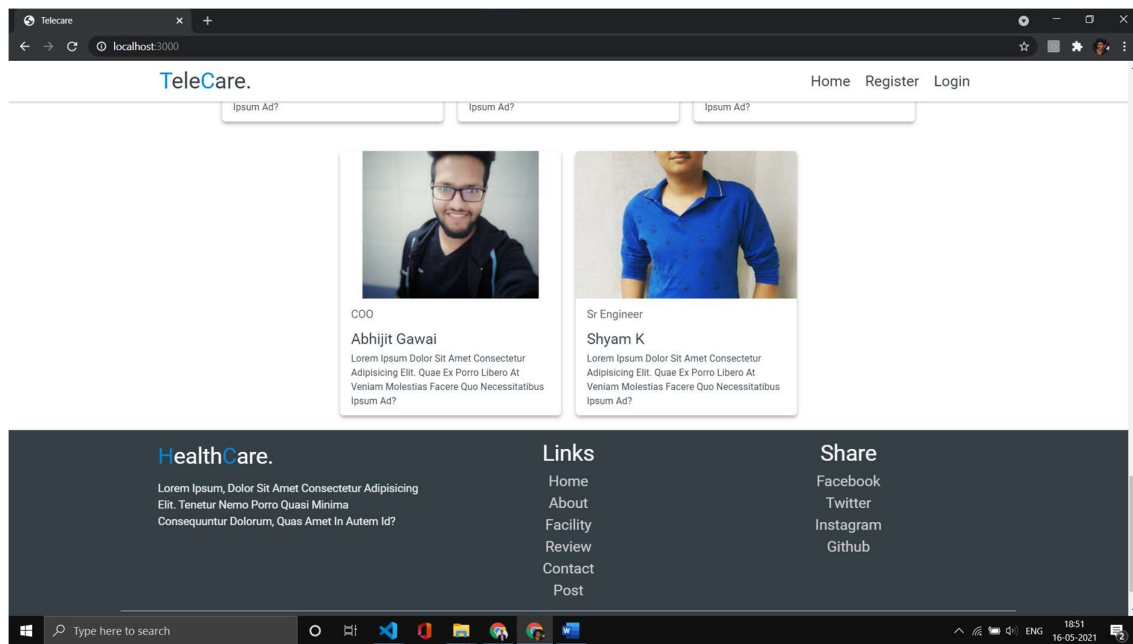 Telecare
localhost:3000
TeleCare.
Home Register Login
Ipsum Ad?
Ipsum Ad?
Ipsum Ad?
COO
Abhijit Gawai
Lorem Ipsum Dolor Sit Amet Consectetur
Adipisicing Elit. Quae Ex Porro Libero At
Veniam Molestias Facere Quo Necessitatibus
Ipsum Ad?
Sr Engineer
Shyam K
Lorem Ipsum Dolor Sit Amet Consectetur
Adipisicing Elit. Quae Ex Porro Libero At
Veniam Molestias Facere Quo Necessitatibus
Ipsum Ad?
HealthCare.
Lorem Ipsum, Dolor Sit Amet Consectetur Adipisicing
Elit. Tenetur Nemo Porro Quasi Minima
Consequuntur Dolorum, Quas Amet In Autem Id?
Links
Home
About
Facility
Review
Contact
Post
Share
Facebook
Twitter
Instagram
Github
Type here to search
ENG
18:51
16-05-2021
2